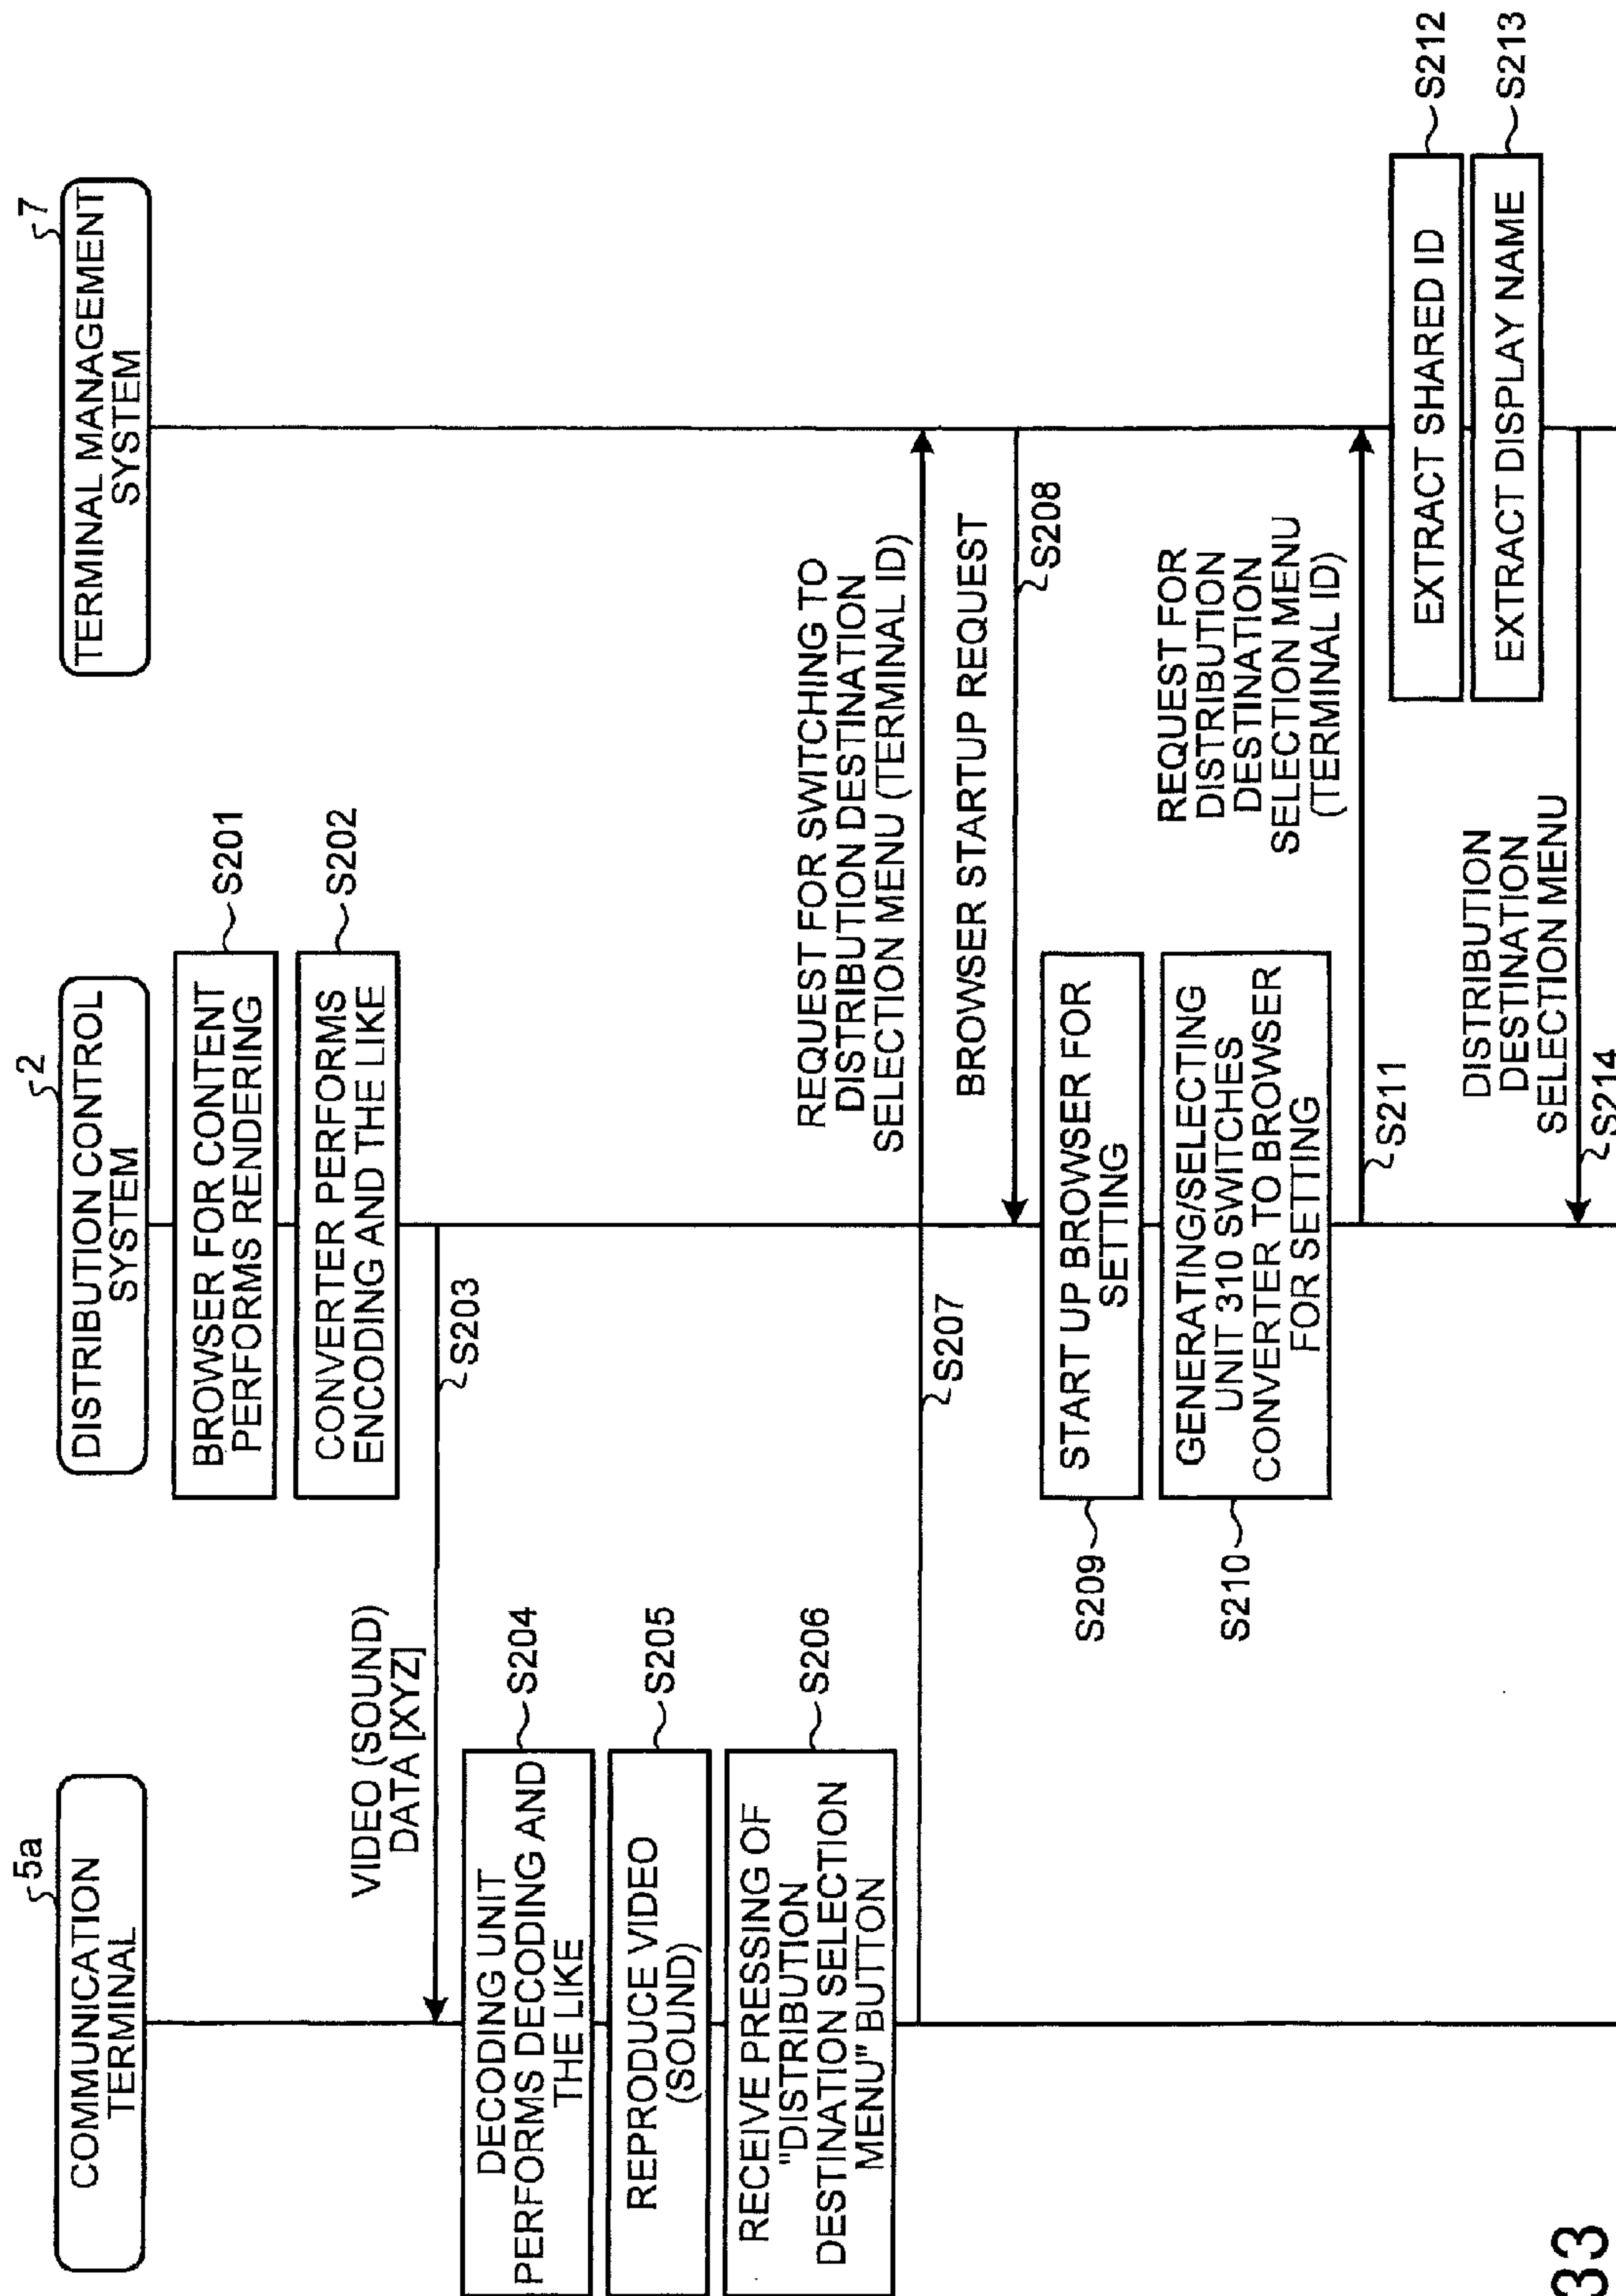 5a
COMMUNICATION
TERMINAL
2
DISTRIBUTION CONTROL
SYSTEM
7
TERMINAL MANAGEMENT
SYSTEM
BROWSER FOR CONTENT
PERFORMS RENDERING
S201
CONVERTER PERFORMS
ENCODING AND THE LIKE
S202
VIDEO (SOUND)
DATA [XYZ]
S203
DECODING UNIT
PERFORMS DECODING AND
THE LIKE
S204
REPRODUCE VIDEO
(SOUND)
S205
RECEIVE PRESSING OF
"DISTRIBUTION
DESTINATION SELECTION
MENU" BUTTON
S206
REQUEST FOR SWITCHING TO
DISTRIBUTION DESTINATION
SELECTION MENU (TERMINAL ID)
S207
BROWSER STARTUP REQUEST
S208
START UP BROWSER FOR
SETTING
S209
GENERATING/SELECTING
UNIT 310 SWITCHES
CONVERTER TO BROWSER
FOR SETTING
S210
REQUEST FOR
DISTRIBUTION
DESTINATION
SELECTION MENU
(TERMINAL ID)
S211
EXTRACT SHARED ID
S212
EXTRACT DISPLAY NAME
S213
DISTRIBUTION
DESTINATION
SELECTION MENU
S214
33